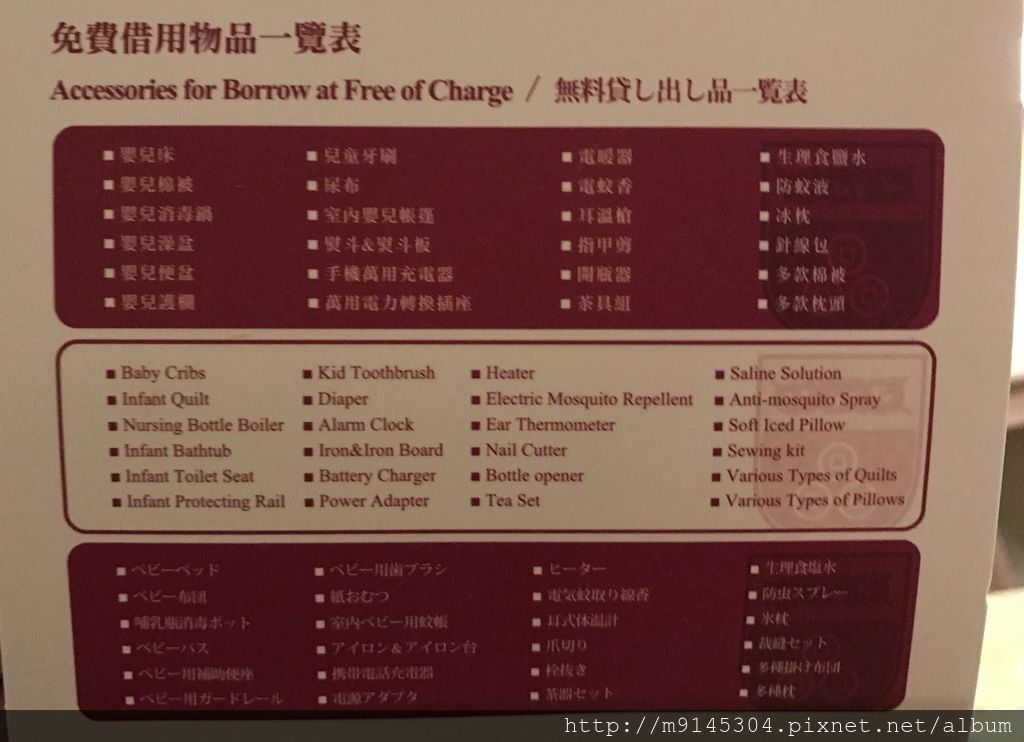 免費借用物品一覽表
Accessories for Borrow at Free of Charge / 無料貸し出し品一覧表
■ 嬰兒床 ■ 兒童牙刷 ■ 電暖器 ■ 生理食鹽水
■ 嬰兒棉被 ■ 尿布 ■ 電蚊香 ■ 防蚊液
■ 嬰兒消毒鍋 ■ 室內嬰兒帳篷 ■ 耳溫槍 ■ 冰枕
■ 嬰兒澡盆 ■ 熨斗&熨斗板 ■ 指甲剪 ■ 針線包
■ 嬰兒便盆 ■ 手機萬用充電器 ■ 開瓶器 ■ 多款棉被
■ 嬰兒護欄 ■ 萬用電力轉換插座 ■ 茶具組 ■ 多款枕頭
■ Baby Cribs ■ Kid Toothbrush ■ Heater ■ Saline Solution
■ Infant Quilt ■ Diaper ■ Electric Mosquito Repellent ■ Anti-mosquito Spray
■ Nursing Bottle Boiler ■ Alarm Clock ■ Ear Thermometer ■ Soft Iced Pillow
■ Infant Bathtub ■ Iron&Iron Board ■ Nail Cutter ■ Sewing kit
■ Infant Toilet Seat ■ Battery Charger ■ Bottle opener ■ Various Types of Quilts
■ Infant Protecting Rail ■ Power Adapter ■ Tea Set ■ Various Types of Pillows
■ ベビーベッド ■ ベビー用歯ブラシ ■ ヒーター ■ 生理食塩水
■ ベビー布団 ■ 紙おむつ ■ 電気蚊取り線香 ■ 防虫スプレー
■ 哺乳瓶消毒ポット ■ 室内ベビー用蚊帳 ■ 耳式体温計 ■ 氷枕
■ ベビーバス ■ アイロン＆アイロン台 ■ 爪切り ■ 裁縫セット
■ ベビー用補助便座 ■ 携帯電話充電器 ■ 栓抜き ■ 多種掛け布団
■ ベビー用ガードレール ■ 電源アダプタ ■ 茶器セット ■ 多種枕
http://m9145304.pixnet.net/album